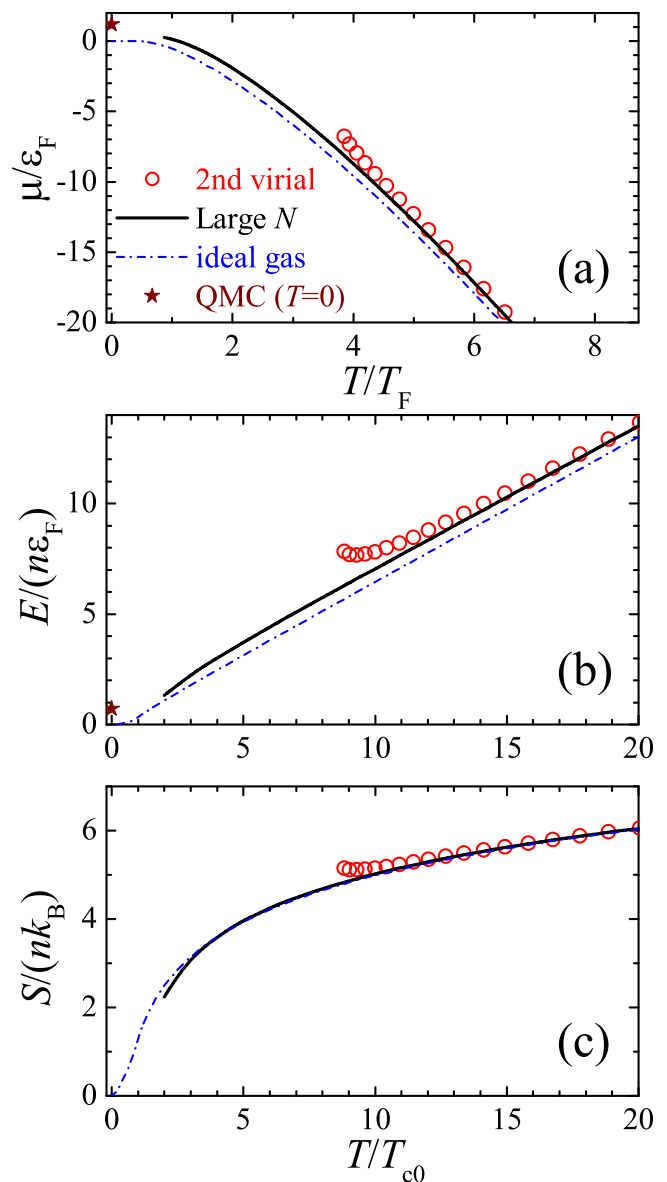 0
-5
-10
-15
-20
μ/εF
2nd virial
Large N
ideal gas
QMC (T=0)
(a)
0 2 4 6 8
T/TF
10
5
0
E/(nεF)
(b)
0 5 10 15 20
6
4
2
0
S/(nkB)
(c)
0 5 10 15 20
T/Tc0